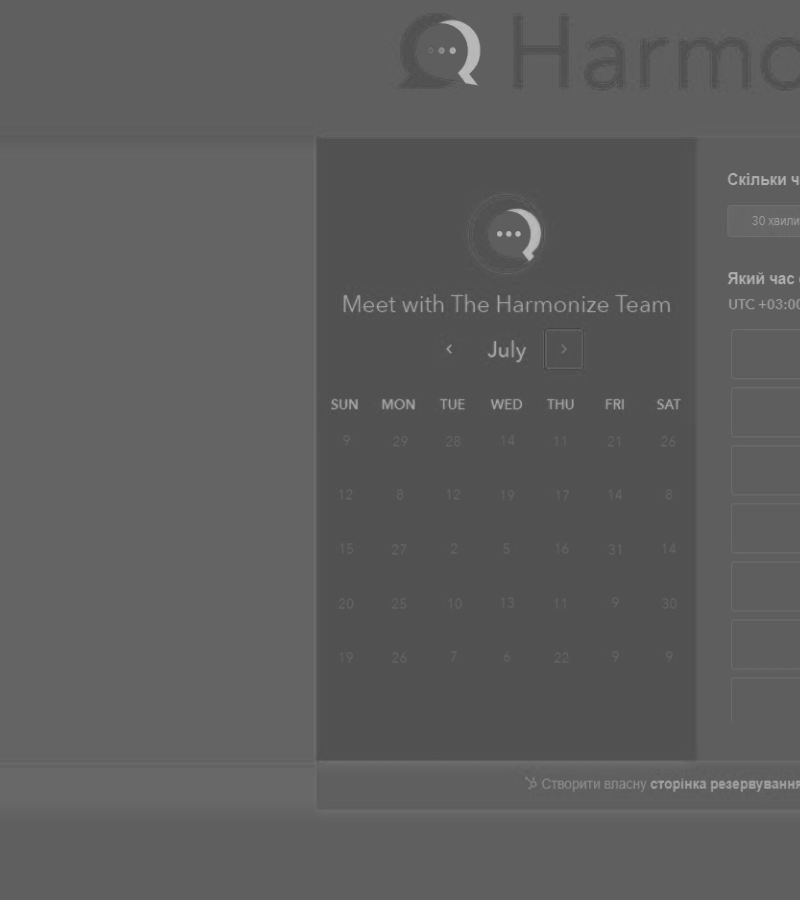 Harmo
Meet with The Harmonize Team
July
SUN MON TUE WED THU FRI SAT
9 29 28 14 11 21 26
12 8 12 19 17 14 8
15 27 2 5 16 31 14
20 25 10 13 11 9 30
19 26 7 6 22 9 9
Скільки ч
30 хвили
Який час
UTC +03:00
Створити власну сторінка резервування